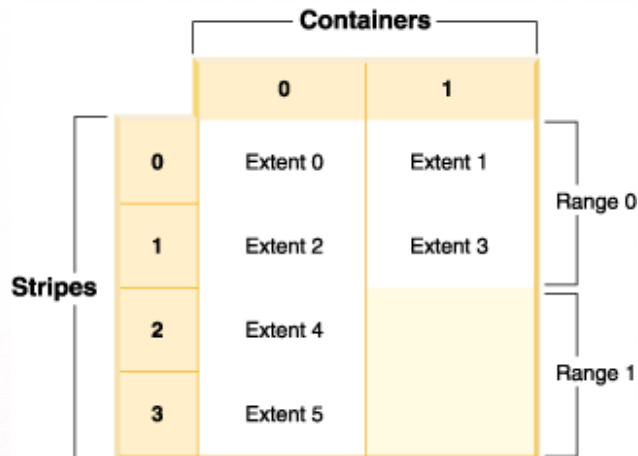 Containers
0 1
0 Extent 0 Extent 1
Range 0
1 Extent 2 Extent 3
Stripes
2 Extent 4
Range 1
3 Extent 5